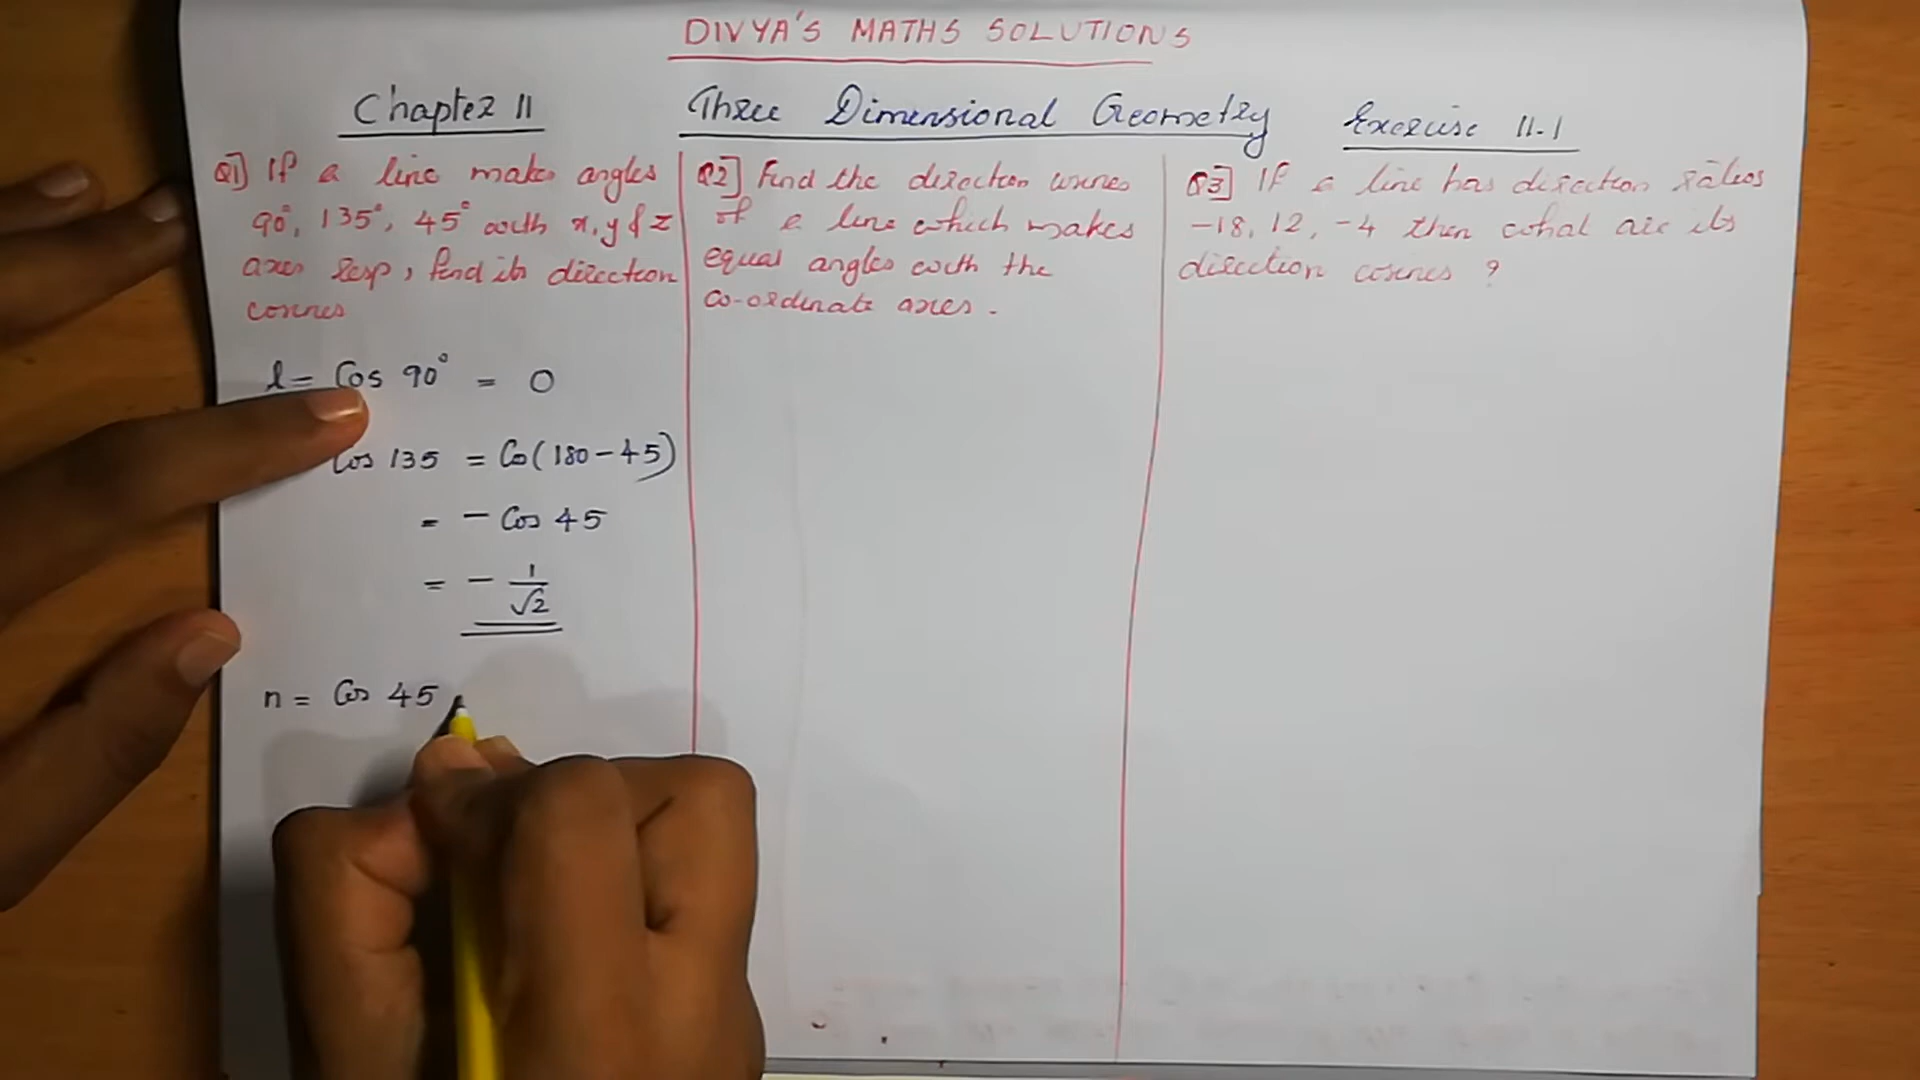 DIVYA'S MATHS SOLUTIONS
Chapter 11 Three Dimensional Geometry Exercise 11.1
Q1] If a line makes angles
90°, 135°, 45° with x, y & z
axes resp, find its direction
cosines
l = Cos 90° = 0
Cos 135 = Cos(180-45)
= - Cos 45
= - 1/√2
n = Cos 45
Q2] Find the direction cosines
of a line which makes
equal angles with the
co-ordinate axes.
Q3] If a line has direction ratios
-18, 12, -4 then what are its
direction cosines ?